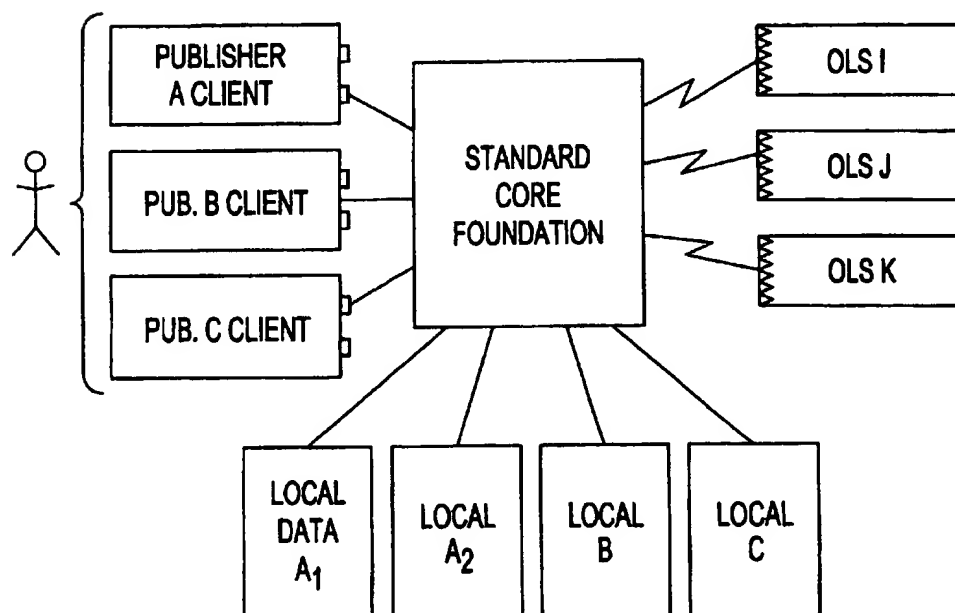 PUBLISHER
A CLIENT
PUB. B CLIENT
PUB. C CLIENT
STANDARD
CORE
FOUNDATION
OLS I
OLS J
OLS K
LOCAL
DATA
A1
LOCAL
A2
LOCAL
B
LOCAL
C